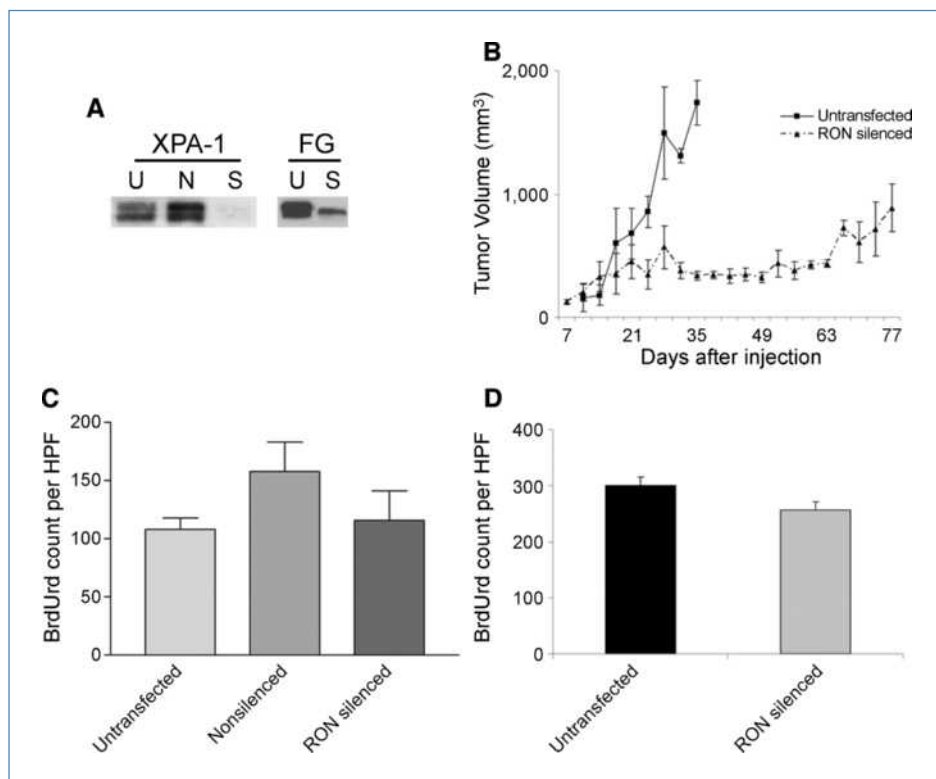 A
XPA-1
FG
U N S
U S
B
Tumor Volume (mm³)
2,000
1,000
0
Untransfected
RON silenced
7 21 35 49 63 77
Days after injection
C
BrdUrd count per HPF
200
150
100
50
0
Untransfected
Nonsilenced
RON silenced
D
BrdUrd count per HPF
400
300
200
100
0
Untransfected
RON silenced